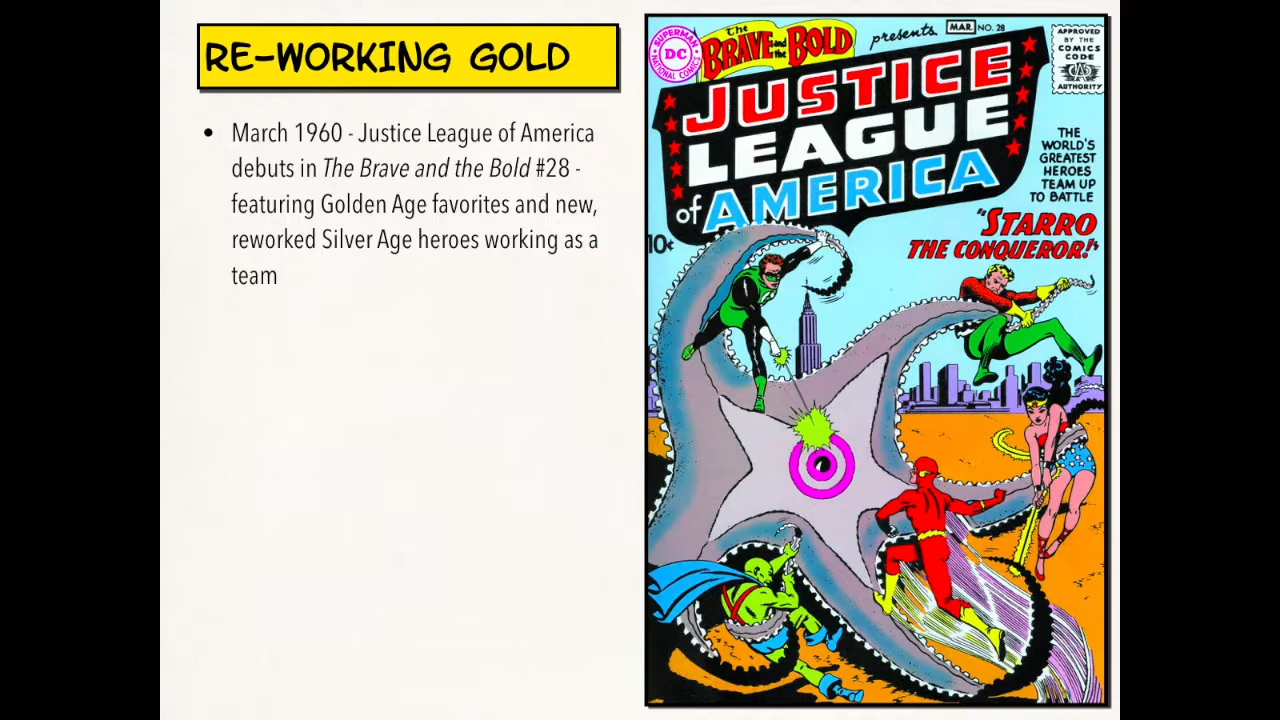 RE-WORKING GOLD
• March 1960 - Justice League of America
debuts in The Brave and the Bold #28 -
featuring Golden Age favorites and new,
reworked Silver Age heroes working as a
team
SUPERMAN
DC
NATIONAL COMICS
The
BRAVE and the BOLD
presents
MAR. NO. 28
APPROVED
BY THE
COMICS
CODE
CA
AUTHORITY
JUSTICE
LEAGUE
of AMERICA
10¢
THE
WORLD'S
GREATEST
HEROES
TEAM UP
TO BATTLE
"STARRO
THE CONQUEROR!"